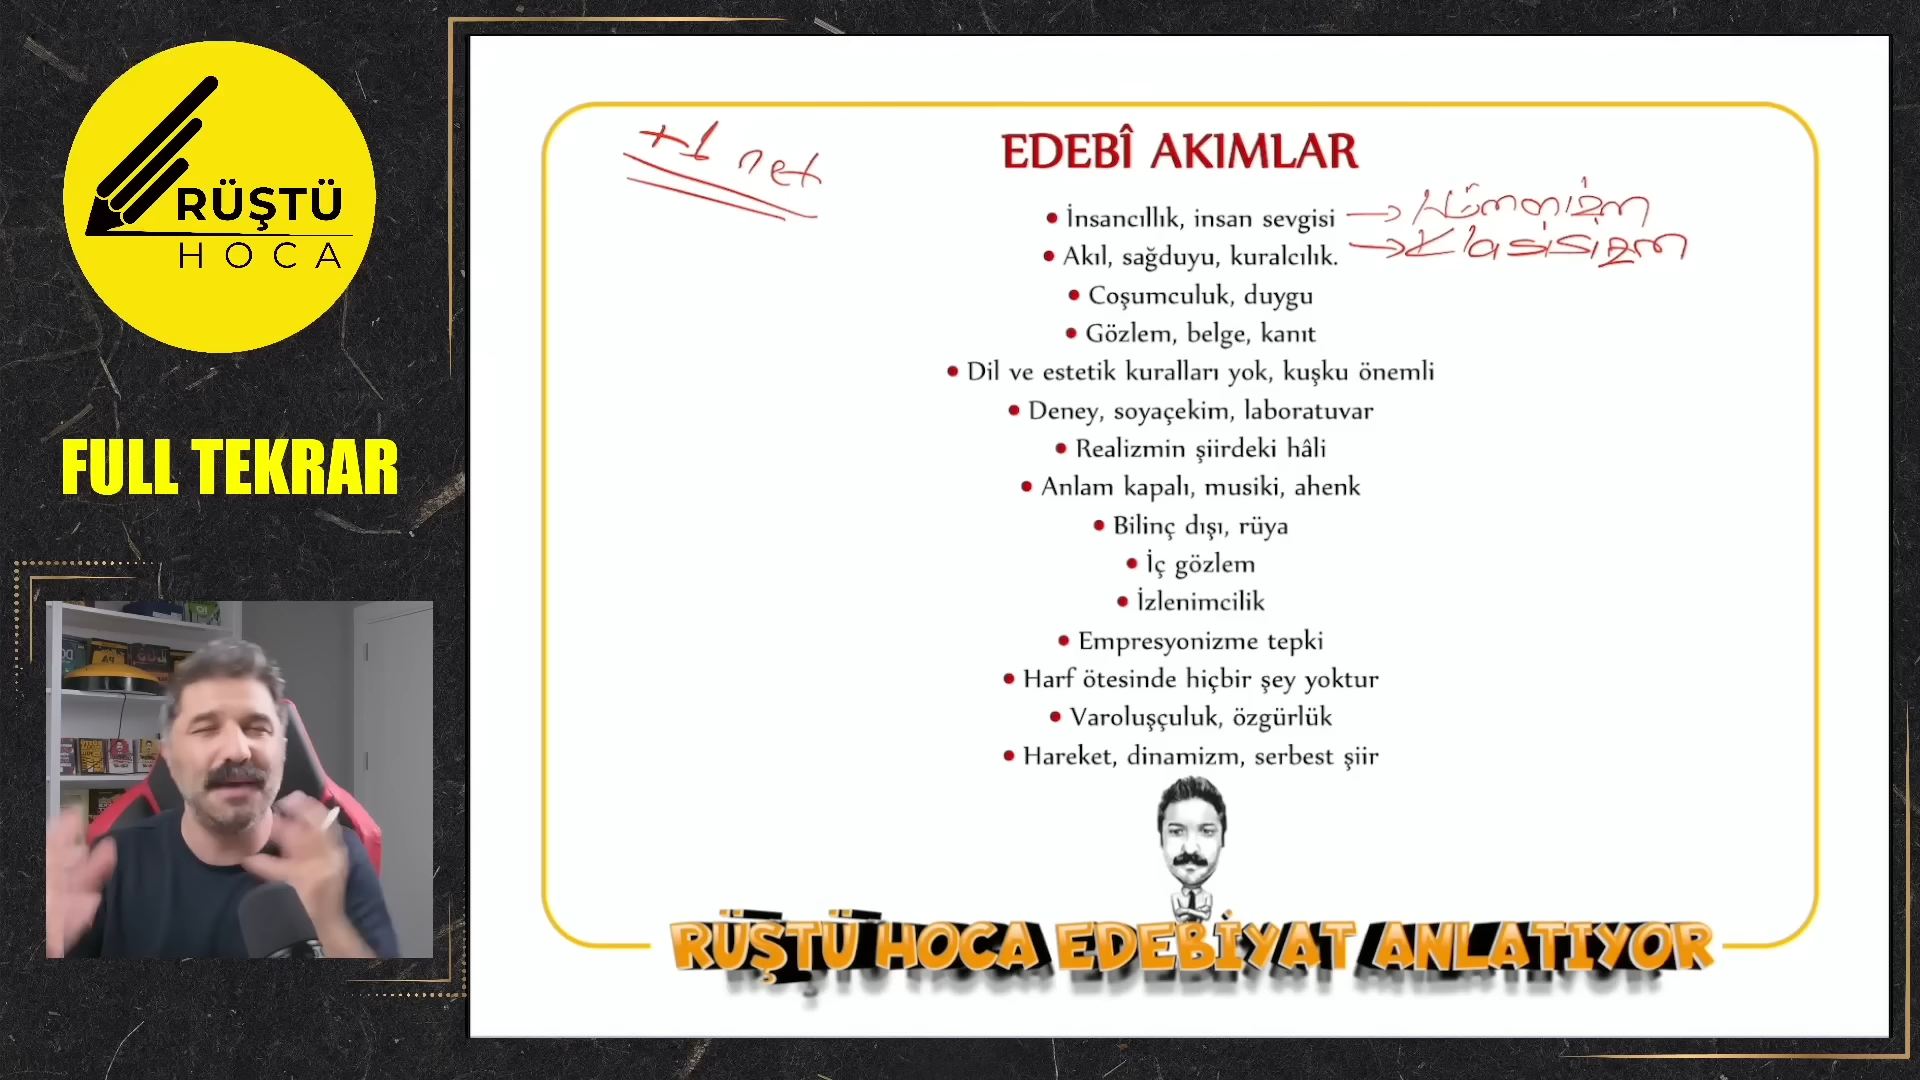 RÜŞTÜ
HOCA
FULL TEKRAR
+1 net
EDEBÎ AKIMLAR
• İnsancıllık, insan sevgisi → Hümanizm
• Akıl, sağduyu, kuralcılık. → Klasisizm
• Coşumculuk, duygu
• Gözlem, belge, kanıt
• Dil ve estetik kuralları yok, kuşku önemli
• Deney, soyaçekim, laboratuvar
• Realizmin şiirdeki hâli
• Anlam kapalı, musiki, ahenk
• Bilinç dışı, rüya
• İç gözlem
• İzlenimcilik
• Empresyonizme tepki
• Harf ötesinde hiçbir şey yoktur
• Varoluşçuluk, özgürlük
• Hareket, dinamizm, serbest şiir
RÜŞTÜ HOCA EDEBİYAT ANLATIYOR